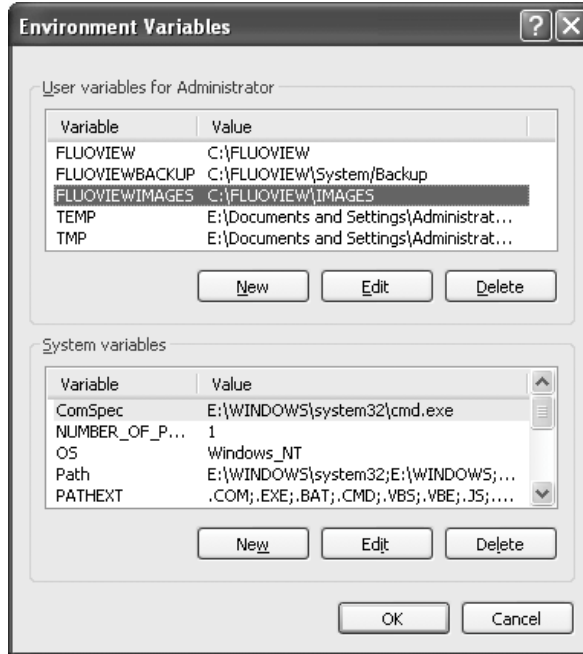 Environment Variables
User variables for Administrator
Variable Value
FLUOVIEW C:\FLUOVIEW
FLUOVIEWBACKUP C:\FLUOVIEW\System/Backup
FLUOVIEWIMAGES C:\FLUOVIEW\IMAGES
TEMP E:\Documents and Settings\Administrat...
TMP E:\Documents and Settings\Administrat...
New Edit Delete
System variables
Variable Value
ComSpec E:\WINDOWS\system32\cmd.exe
NUMBER_OF_P... 1
OS Windows_NT
Path E:\WINDOWS\system32;E:\WINDOWS;...
PATHEXT .COM;.EXE;.BAT;.CMD;.VBS;.VBE;.JS;....
New Edit Delete
OK Cancel